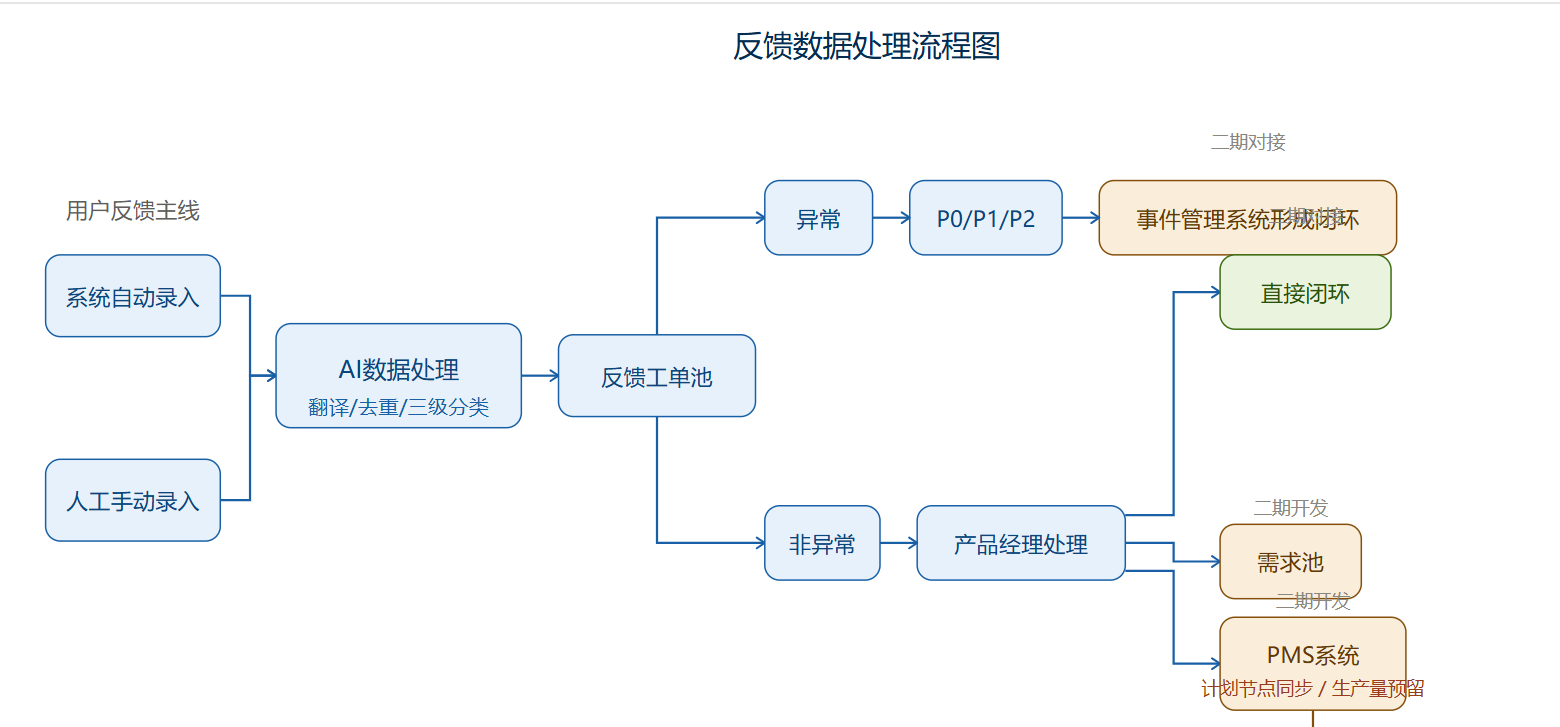 反馈数据处理流程图
二期对接
用户反馈主线
异常
P0/P1/P2
事件管理系统形成闭环
二期对接
系统自动录入
直接闭环
AI数据处理
翻译/去重/三级分类
反馈工单池
人工手动录入
非异常
产品经理处理
二期开发
需求池
二期开发
PMS系统
计划节点同步 / 生产量预留